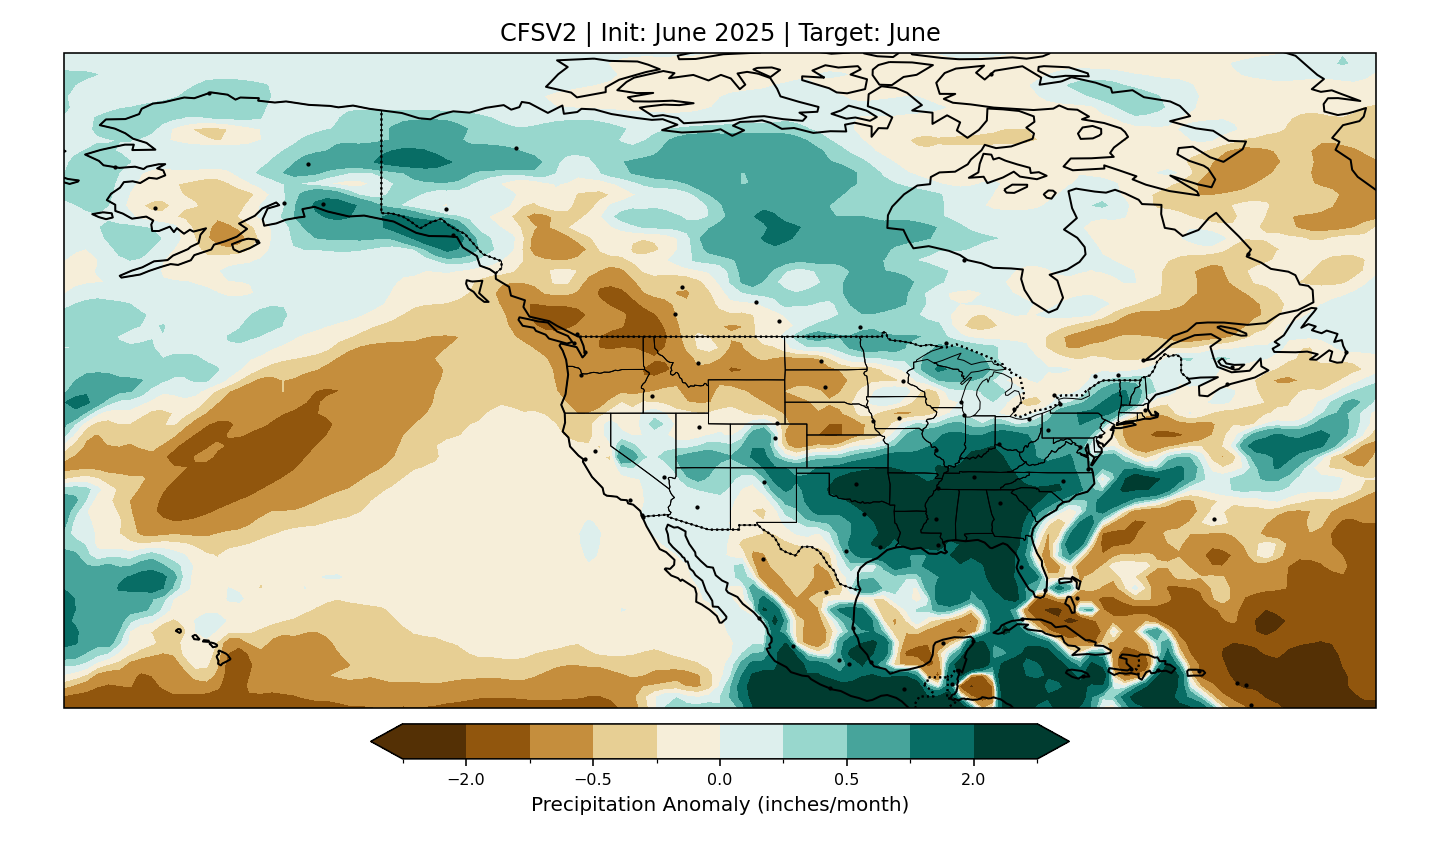 CFSV2 | Init: June 2025 | Target: June
−2.0 −0.5 0.0 0.5 2.0
Precipitation Anomaly (inches/month)